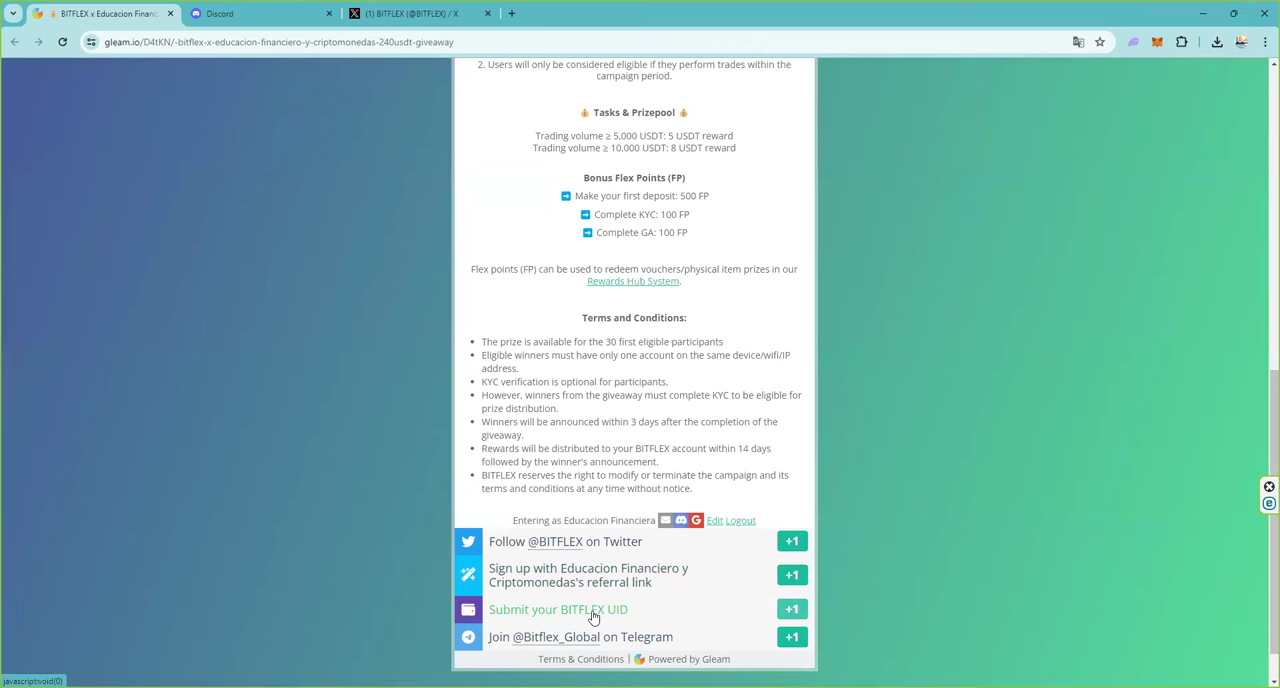 BITFLEX x Educacion Financ
Discord
(1) BITFLEX (@BITFLEX) / X
gleam.io/D4tKN/-bitflex-x-educacion-financiero-y-criptomonedas-240usdt-giveaway
2. Users will only be considered eligible if they perform trades within the
campaign period.
Tasks & Prizepool
Trading volume ≥ 5,000 USDT: 5 USDT reward
Trading volume ≥ 10,000 USDT: 8 USDT reward
Bonus Flex Points (FP)
Make your first deposit: 500 FP
Complete KYC: 100 FP
Complete GA: 100 FP
Flex points (FP) can be used to redeem vouchers/physical item prizes in our
Rewards Hub System.
Terms and Conditions:
• The prize is available for the 30 first eligible participants
• Eligible winners must have only one account on the same device/wifi/IP
address.
• KYC verification is optional for participants.
• However, winners from the giveaway must complete KYC to be eligible for
prize distribution.
• Winners will be announced within 3 days after the completion of the
giveaway.
• Rewards will be distributed to your BITFLEX account within 14 days
followed by the winner's announcement.
• BITFLEX reserves the right to modify or terminate the campaign and its
terms and conditions at any time without notice.
Entering as Educacion Financiera G Edit Logout
Follow @BITFLEX on Twitter +1
Sign up with Educacion Financiero y
Criptomonedas's referral link +1
Submit your BITFLEX UID +1
Join @Bitflex_Global on Telegram +1
Terms & Conditions | Powered by Gleam
javascript:void(0)